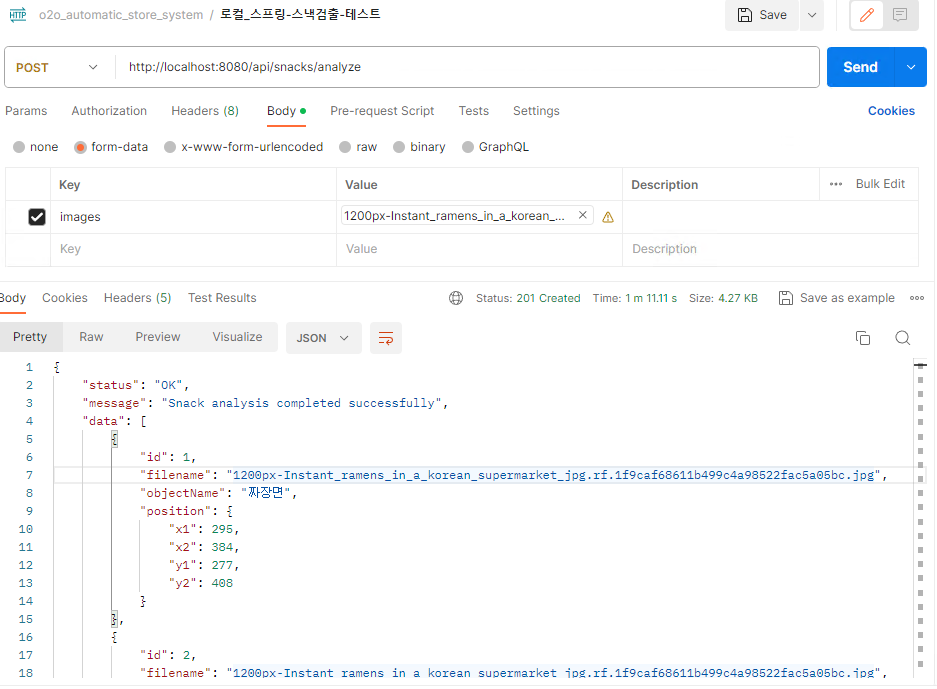 HTTP o2o_automatic_store_system / 로컬_스프링-스낵검출-테스트 Save
POST http://localhost:8080/api/snacks/analyze Send
Params Authorization Headers (8) Body Pre-request Script Tests Settings Cookies
none form-data x-www-form-urlencoded raw binary GraphQL
Key Value Description ••• Bulk Edit
images 1200px-Instant_ramens_in_a_korean_...
Key Value Description
Body Cookies Headers (5) Test Results Status: 201 Created Time: 1 m 11.11 s Size: 4.27 KB Save as example
Pretty Raw Preview Visualize JSON
1 {
2 "status": "OK",
3 "message": "Snack analysis completed successfully",
4 "data": [
5 {
6 "id": 1,
7 "filename": "1200px-Instant_ramens_in_a_korean_supermarket_jpg.rf.1f9caf68611b499c4a98522fac5a05bc.jpg",
8 "objectName": "짜장면",
9 "position": {
10 "x1": 295,
11 "x2": 384,
12 "y1": 277,
13 "y2": 408
14 }
15 },
16 {
17 "id": 2,
18 "filename": "1200px-Instant_ramens_in_a_korean_supermarket_jpg.rf.1f9caf68611b499c4a98522fac5a05bc.jpg",